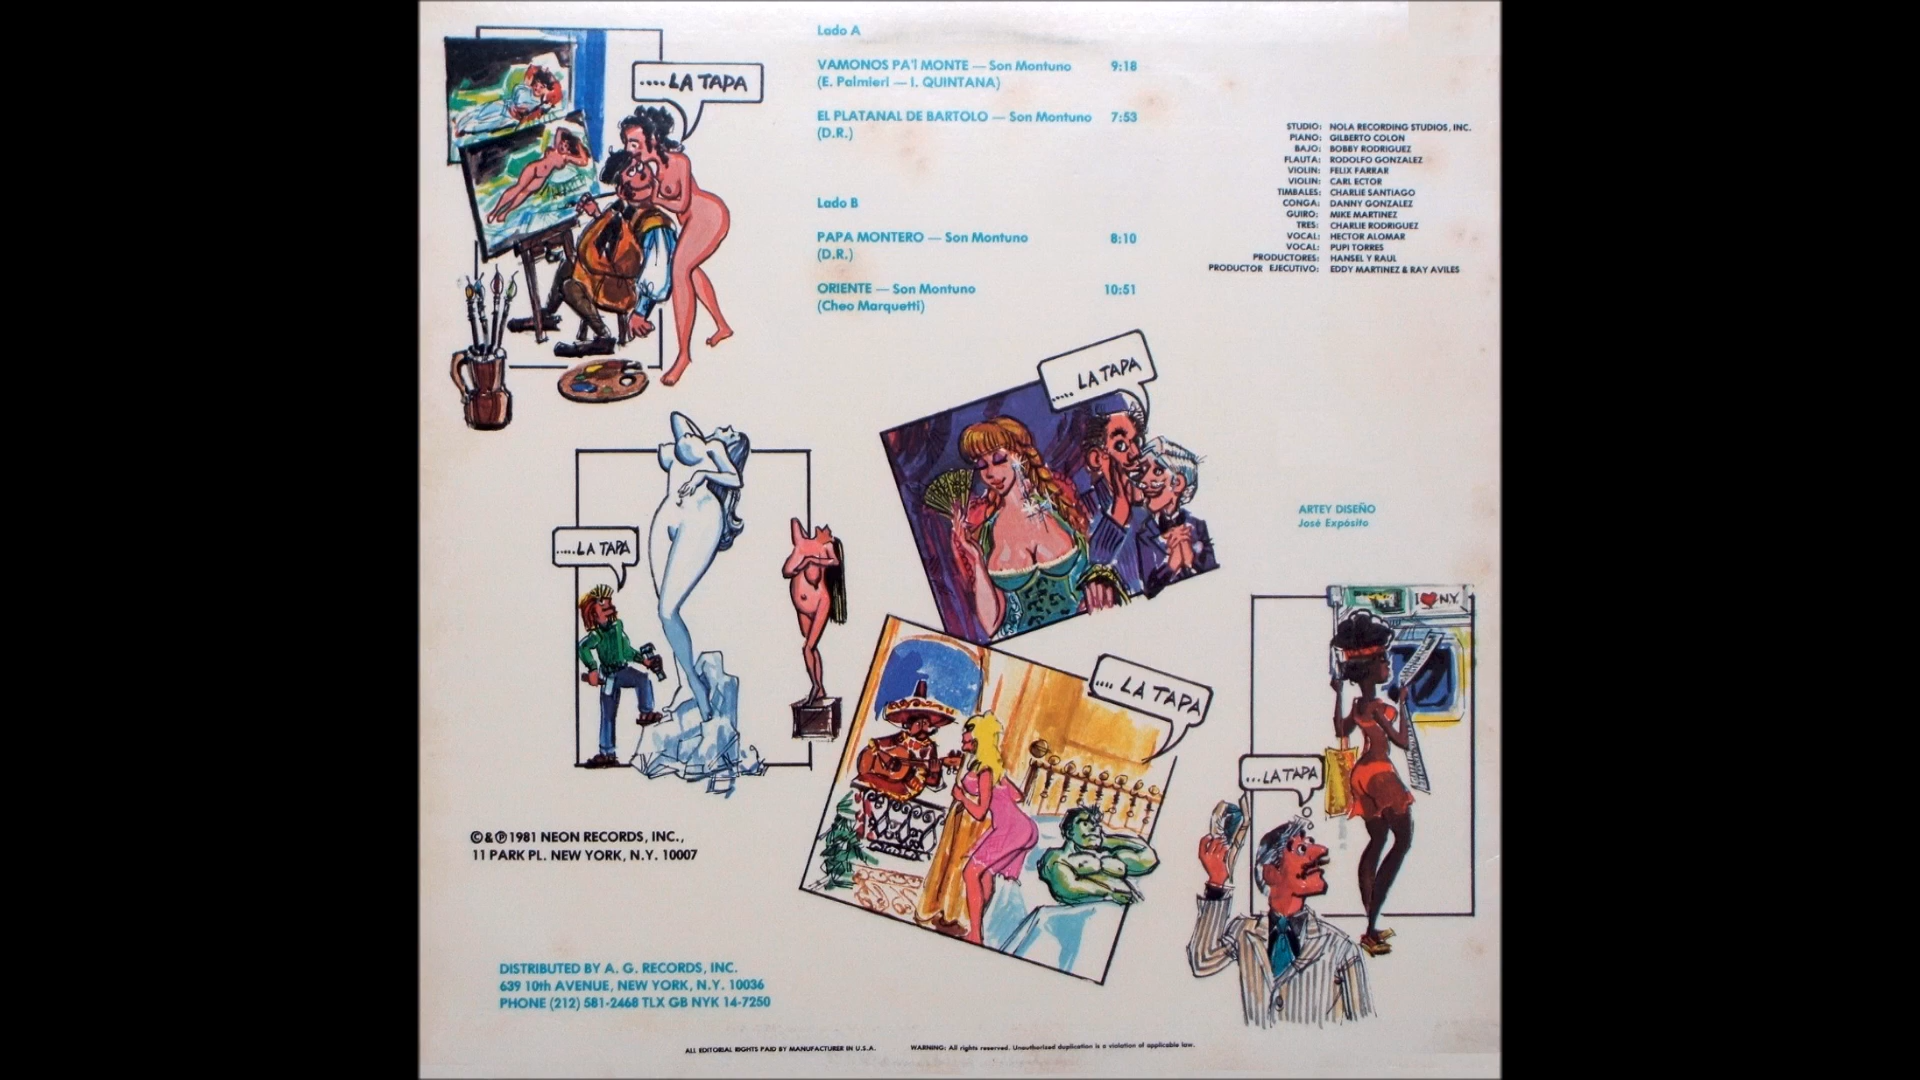 .....LA TAPA
Lado A
VAMONOS PA'l MONTE — Son Montuno 9:18
(E. Palmieri — I. QUINTANA)
EL PLATANAL DE BARTOLO — Son Montuno 7:53
(D.R.)
Lado B
PAPA MONTERO — Son Montuno 8:10
(D.R.)
ORIENTE — Son Montuno 10:51
(Cheo Marquetti)
STUDIO: NOLA RECORDING STUDIOS, INC.
PIANO: GILBERTO COLON
BAJO: BOBBY RODRIGUEZ
FLAUTA: RODOLFO GONZALEZ
VIOLIN: FELIX FARRAR
VIOLIN: CARL ECTOR
TIMBALES: CHARLIE SANTIAGO
CONGA: DANNY GONZALEZ
GUIRO: MIKE MARTINEZ
TRES: CHARLIE RODRIGUEZ
VOCAL: HECTOR ALOMAR
VOCAL: PUPI TORRES
PRODUCTORES: HANSEL Y RAUL
PRODUCTOR EJECUTIVO: EDDY MARTINEZ & RAY AVILES
..... LA TAPA
.....LA TAPA
ARTEY DISEÑO
José Expósito
I ❤ N.Y.
.... LA TAPA
...LA TAPA
©&℗1981 NEON RECORDS, INC.,
11 PARK PL. NEW YORK, N.Y. 10007
DISTRIBUTED BY A. G. RECORDS, INC.
639 10th AVENUE, NEW YORK, N.Y. 10036
PHONE (212) 581-2468 TLX GB NYK 14-7250
ALL EDITORIAL RIGHTS PAID BY MANUFACTURER IN U.S.A. WARNING: All rights reserved. Unauthorized duplication is a violation of applicable law.